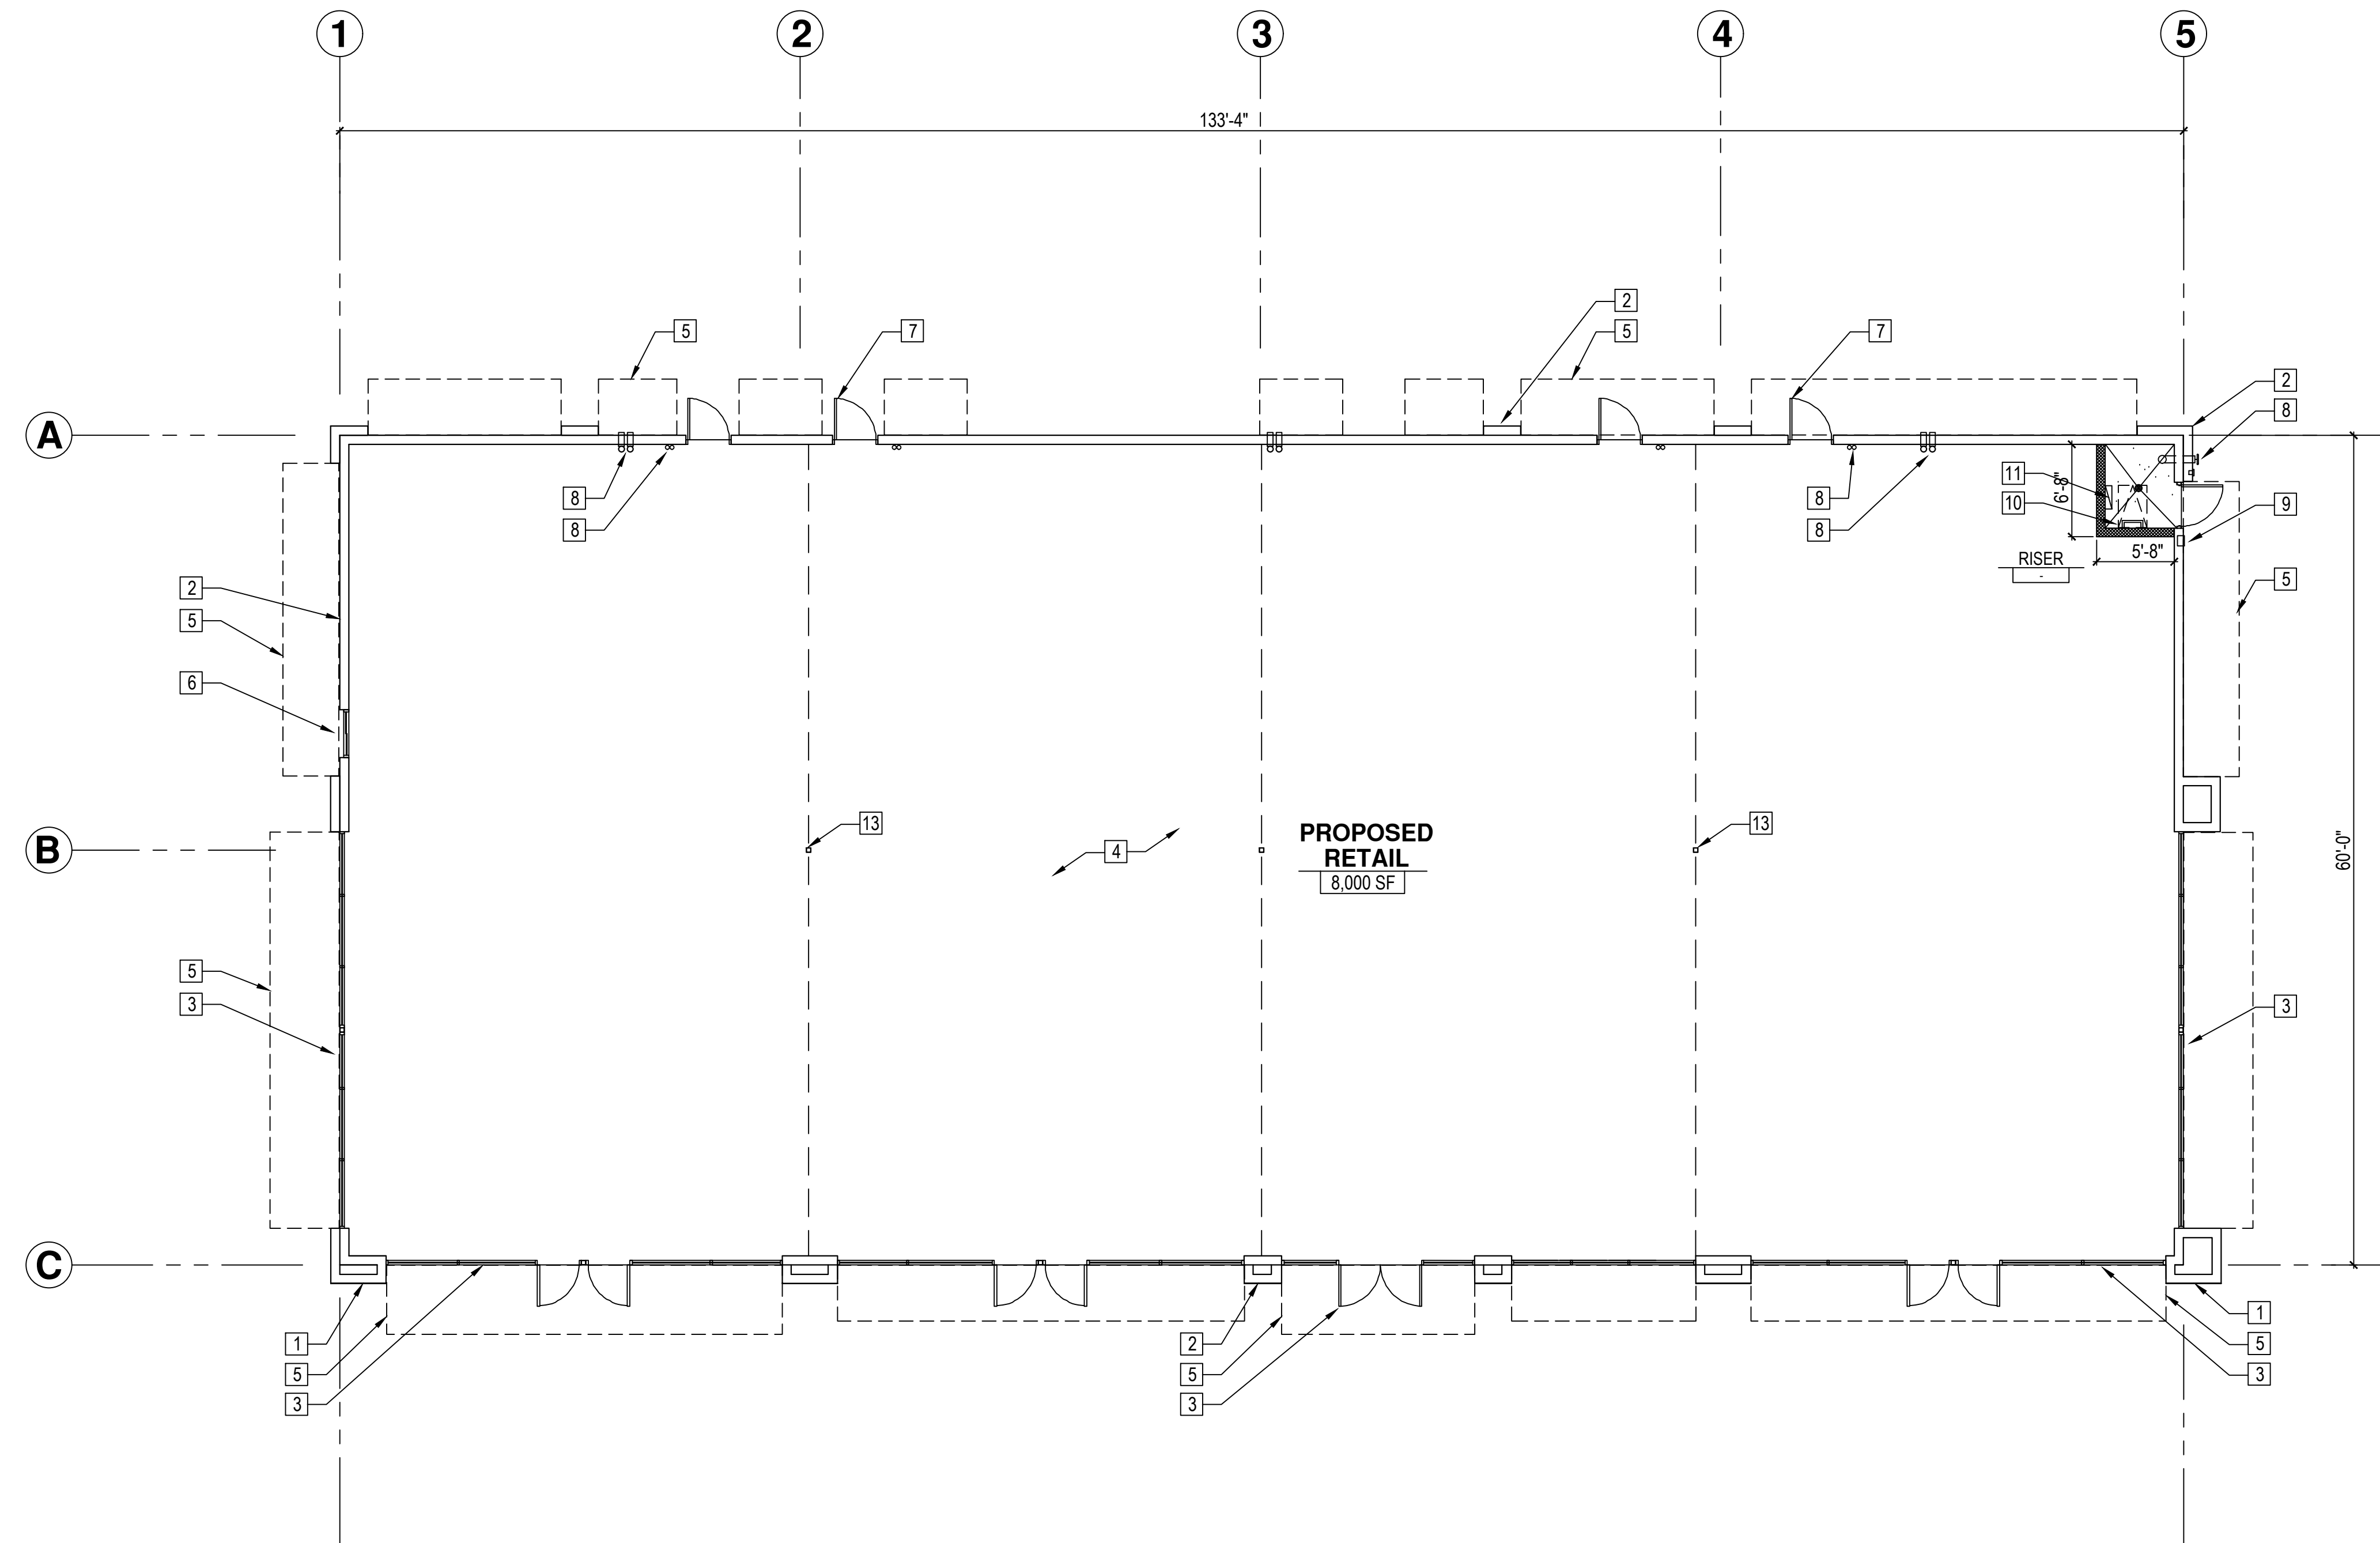 1 2 3 4 5
133'-4"
2
5 7 5 7
2
A
8
8 8
11
6'-8"
10 9
8 8
RISER 5'-8"
-
2 5
5
6
13 13
PROPOSED
B 4 RETAIL 60'-0"
8,000 SF
5
3 3
C
1
1 2 5
5 5 3
3 3